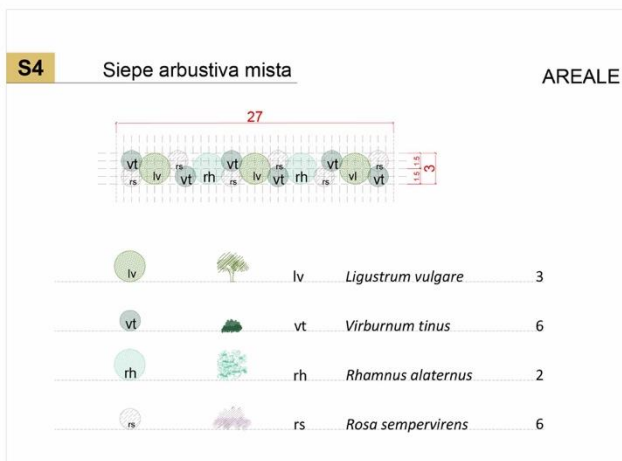 S4 Siepe arbustiva mista
AREALE
27
vt rs vt rs vt rs
lv rh lv rh vl
rs vt rs vt rs vt
1.5 1.5 3
lv lv Ligustrum vulgare 3
vt vt Virburnum tinus 6
rh rh Rhamnus alaternus 2
rs rs Rosa sempervirens 6